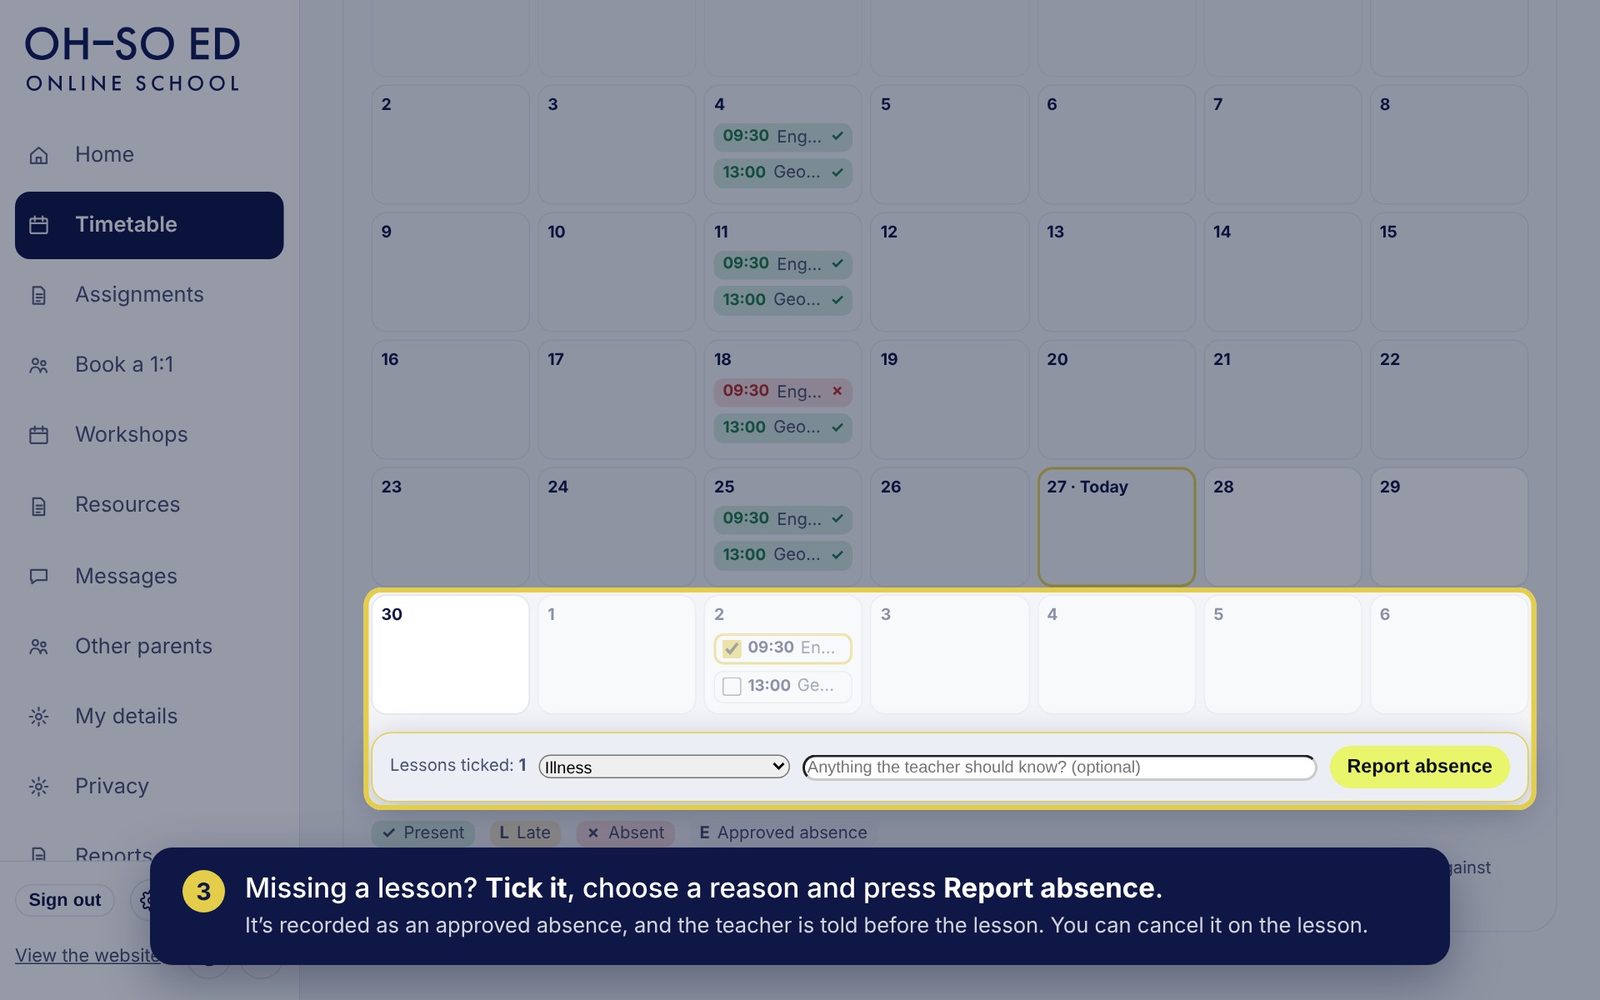 OH–SO ED
ONLINE SCHOOL
Home
Timetable
Assignments
Book a 1:1
Workshops
Resources
Messages
Other parents
My details
Privacy
Reports
Sign out
View the website
2 3 4 5 6 7 8
09:30 Eng... ✓
13:00 Geo... ✓
9 10 11 12 13 14 15
09:30 Eng... ✓
13:00 Geo... ✓
16 17 18 19 20 21 22
09:30 Eng... ×
13:00 Geo... ✓
23 24 25 26 27 · Today 28 29
09:30 Eng... ✓
13:00 Geo... ✓
30 1 2 3 4 5 6
09:30 En...
13:00 Ge...
Lessons ticked: 1 Illness Anything the teacher should know? (optional) Report absence
✓ Present L Late × Absent E Approved absence
3 Missing a lesson? Tick it, choose a reason and press Report absence.
It’s recorded as an approved absence, and the teacher is told before the lesson. You can cancel it on the lesson.